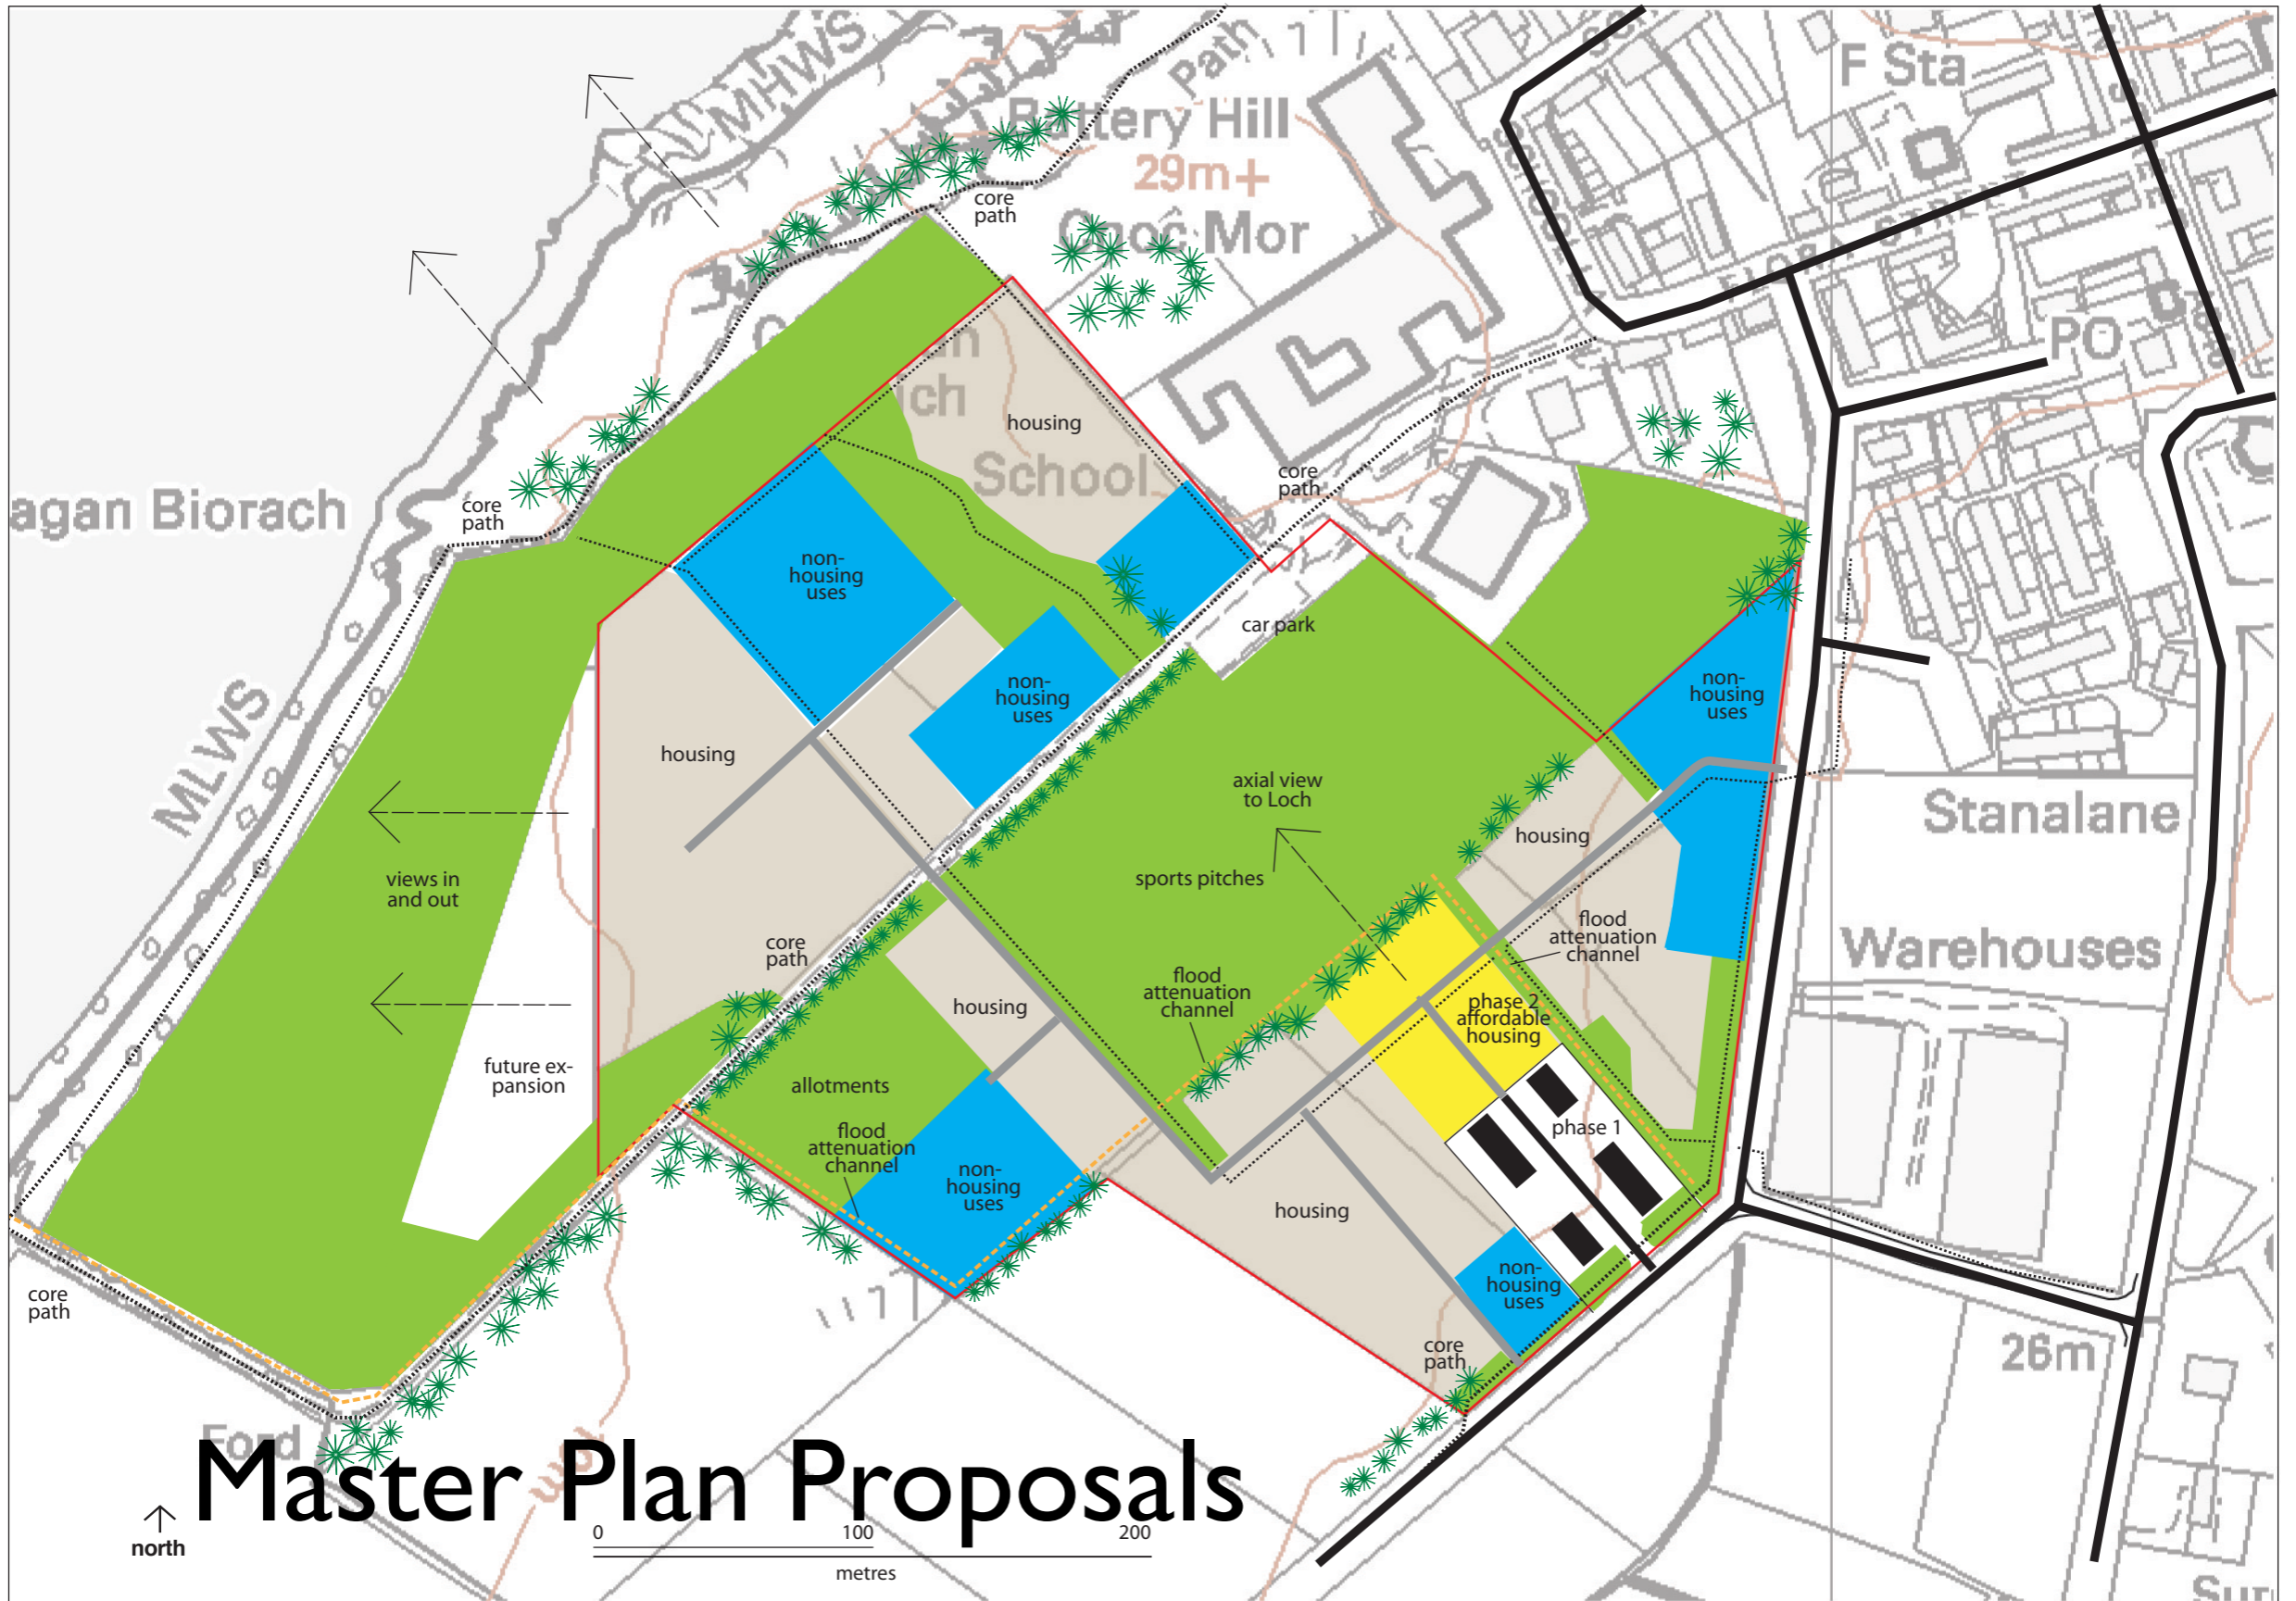 MHWS
Path
F Sta
Battery Hill
29m+
Cnoc Mor
core
path
PO
housing
School
core
path
agan Biorach
core
path
non-
housing
uses
car park
non-
housing
uses
non-
housing
uses
MLWS
housing
axial view
to Loch
Stanalane
housing
sports pitches
views in
and out
flood
attenuation
channel
Warehouses
core
path
flood
attenuation
channel
housing
phase 2
affordable
housing
future ex-
pansion
allotments
phase 1
flood
attenuation
channel
non-
housing
uses
housing
non-
housing
uses
core
path
core
path
26m
Ford
10m
Master Plan Proposals
north
0 100 200
metres